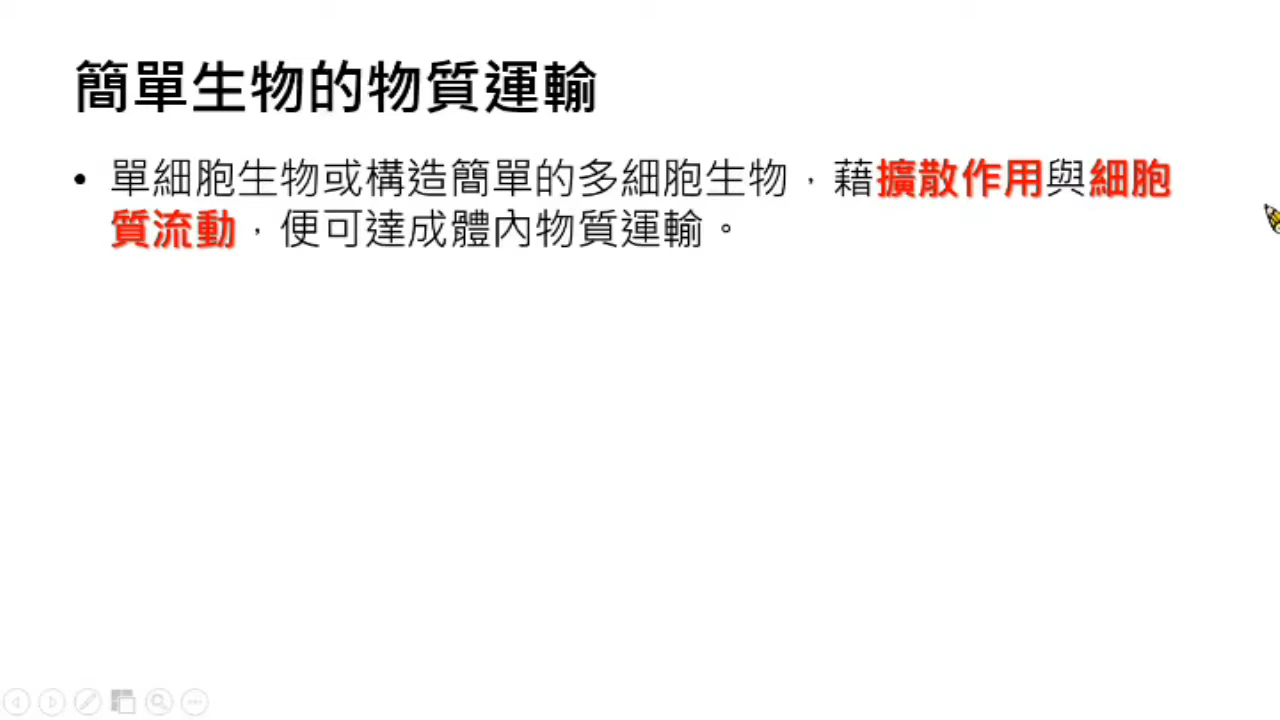 簡單生物的物質運輸
• 單細胞生物或構造簡單的多細胞生物，藉擴散作用與細胞
質流動，便可達成體內物質運輸。